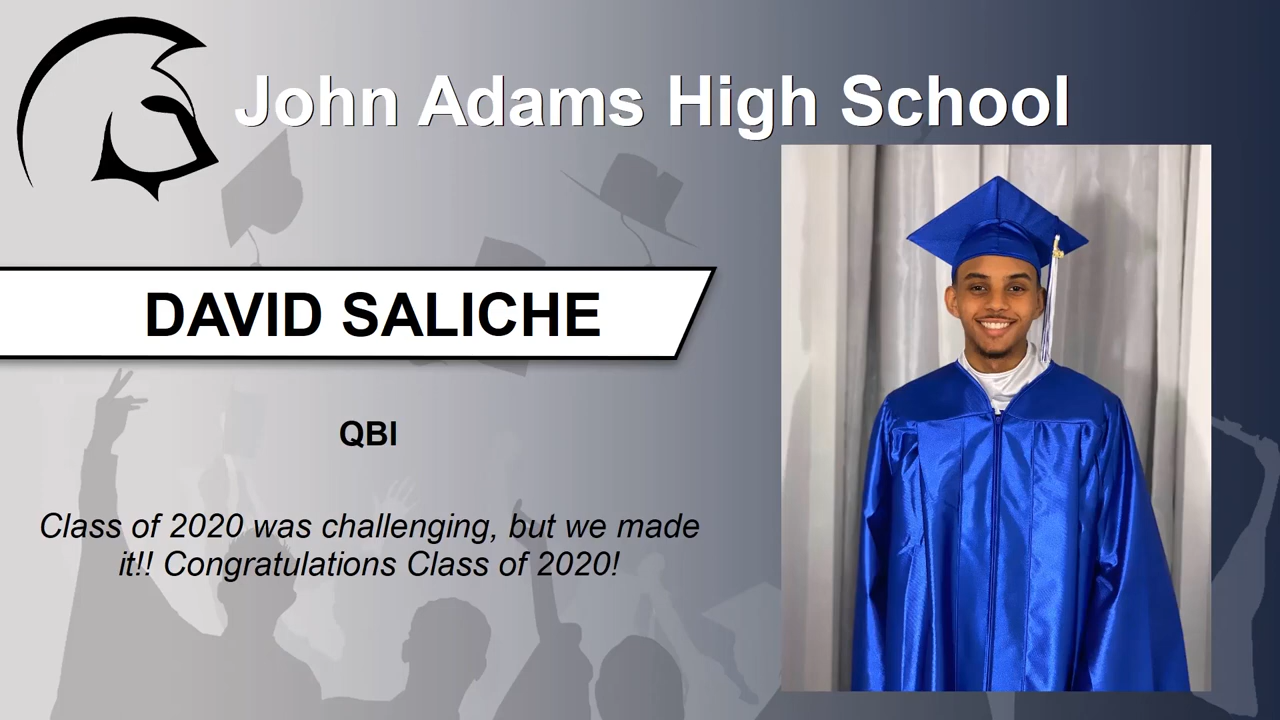 John Adams High School
DAVID SALICHE
QBI
Class of 2020 was challenging, but we made
it!! Congratulations Class of 2020!